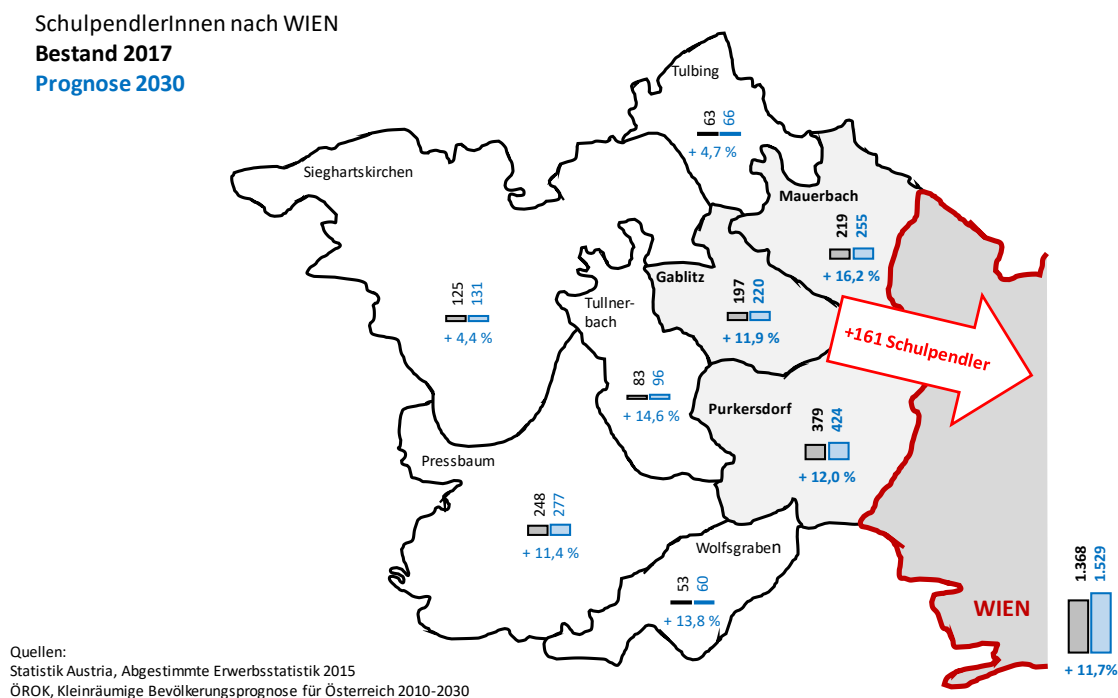 SchulpendlerInnen nach WIEN
Bestand 2017
Prognose 2030
Tulbing
63 66
+ 4,7 %
Sieghartskirchen
125 131
+ 4,4 %
Mauerbach
219 255
+ 16,2 %
Gablitz
197 220
+ 11,9 %
Tullner-
bach
83 96
+ 14,6 %
+161 Schulpendler
Purkersdorf
379 424
+ 12,0 %
Pressbaum
248 277
+ 11,4 %
Wolfsgraben
53 60
+ 13,8 %
WIEN
1.368 1.529
+ 11,7%
Quellen:
Statistik Austria, Abgestimmte Erwerbsstatistik 2015
ÖROK, Kleinräumige Bevölkerungsprognose für Österreich 2010-2030